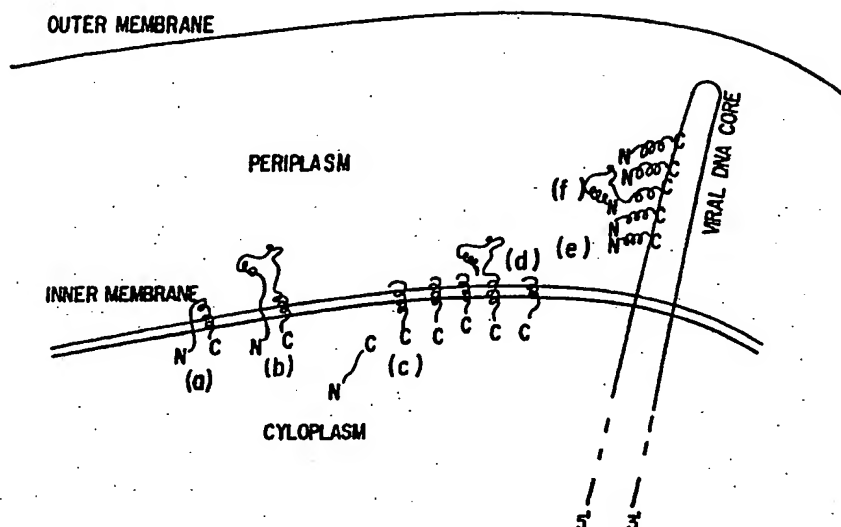 OUTER MEMBRANE
PERIPLASM
VIRAL DNA CORE
N C
N C
(f) N C
N C
N C
(e)
(d)
INNER MEMBRANE
N C N C C C C C C
(a) (b) (c)
N C
CYLOPLASM
5' 3'